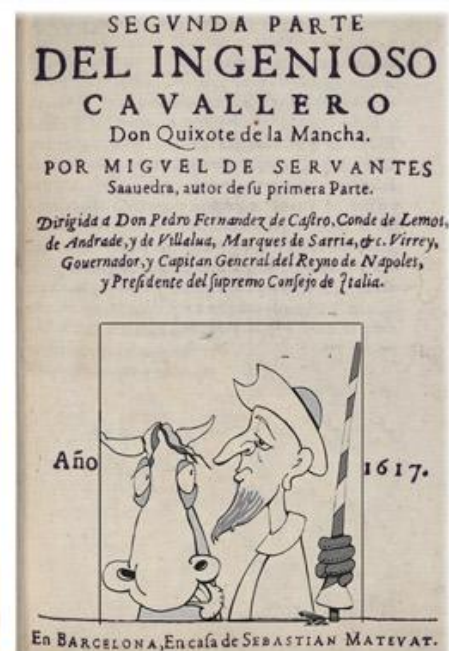 SEGVNDA PARTE
DEL INGENIOSO
CAVALLERO
Don Quixote de la Mancha.
POR MIGVEL DE SERVANTES
Saauedra, autor de ſu primera Parte.
Dirigida a Don Pedro Fernandez de Caſtro, Conde de Lemos,
de Andrade, y de Villalua, Marques de Sarria, &c. Virrey,
Gouernador, y Capitan General del Reyno de Napoles,
y Preſidente del ſupremo Conſejo de Italia.
Año 1617.
En BARCELONA, En caſa de SEBASTIAN MATEVAT.